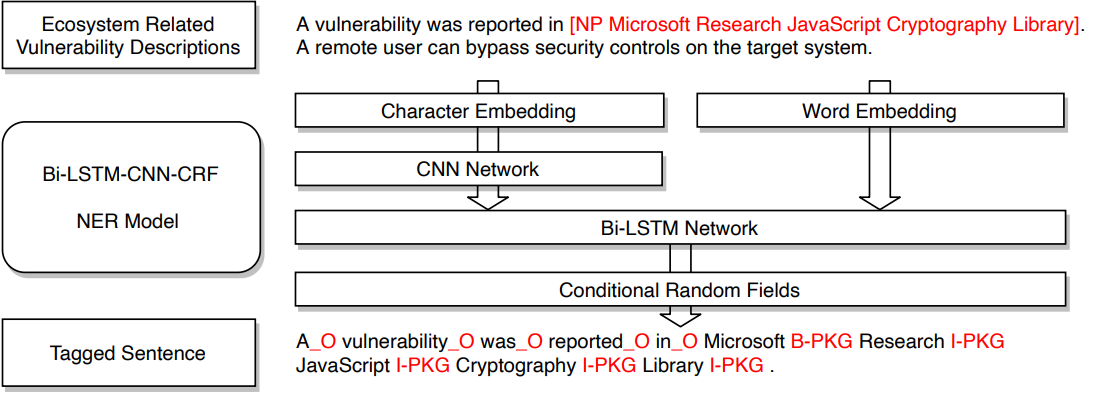 Ecosystem Related
Vulnerability Descriptions
A vulnerability was reported in [NP Microsoft Research JavaScript Cryptography Library].
A remote user can bypass security controls on the target system.
Character Embedding
Word Embedding
CNN Network
Bi-LSTM-CNN-CRF
NER Model
Bi-LSTM Network
Conditional Random Fields
Tagged Sentence
A_O vulnerability_O was_O reported_O in_O Microsoft B-PKG Research I-PKG
JavaScript I-PKG Cryptography I-PKG Library I-PKG .